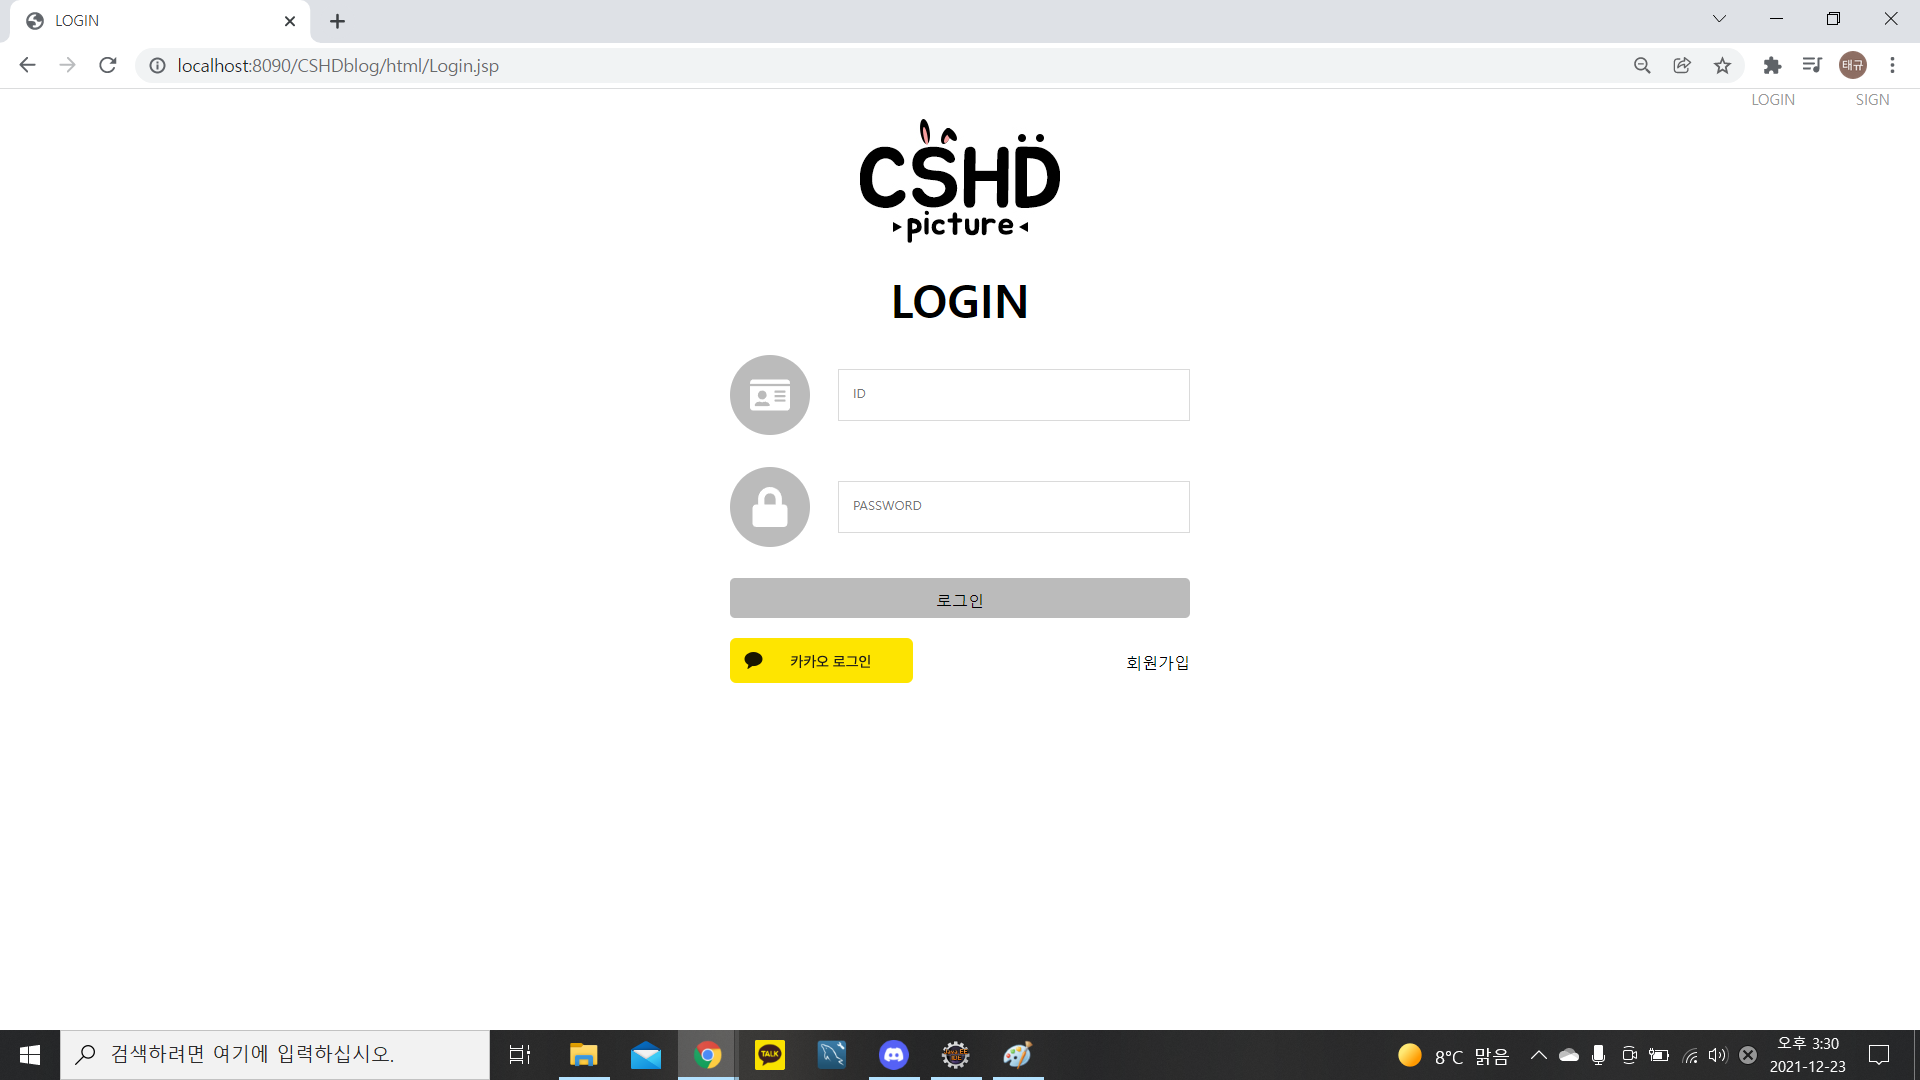 LOGIN
localhost:8090/CSHDblog/html/Login.jsp
태규
LOGIN SIGN
CSHD
picture
LOGIN
ID
PASSWORD
로그인
카카오 로그인
회원가입
검색하려면 여기에 입력하십시오.
TALK
8°C 맑음
오후 3:30
2021-12-23